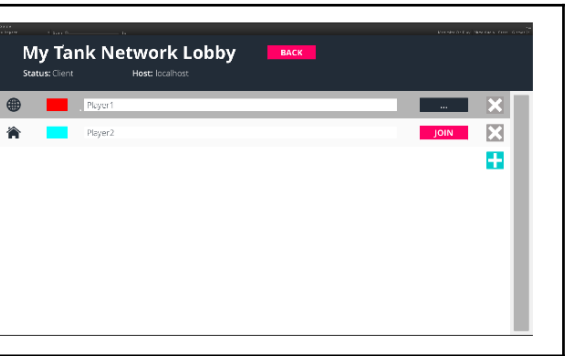 My Tank Network Lobby
BACK
Status: Client Host: localhost
Player1 ...
Player2 JOIN